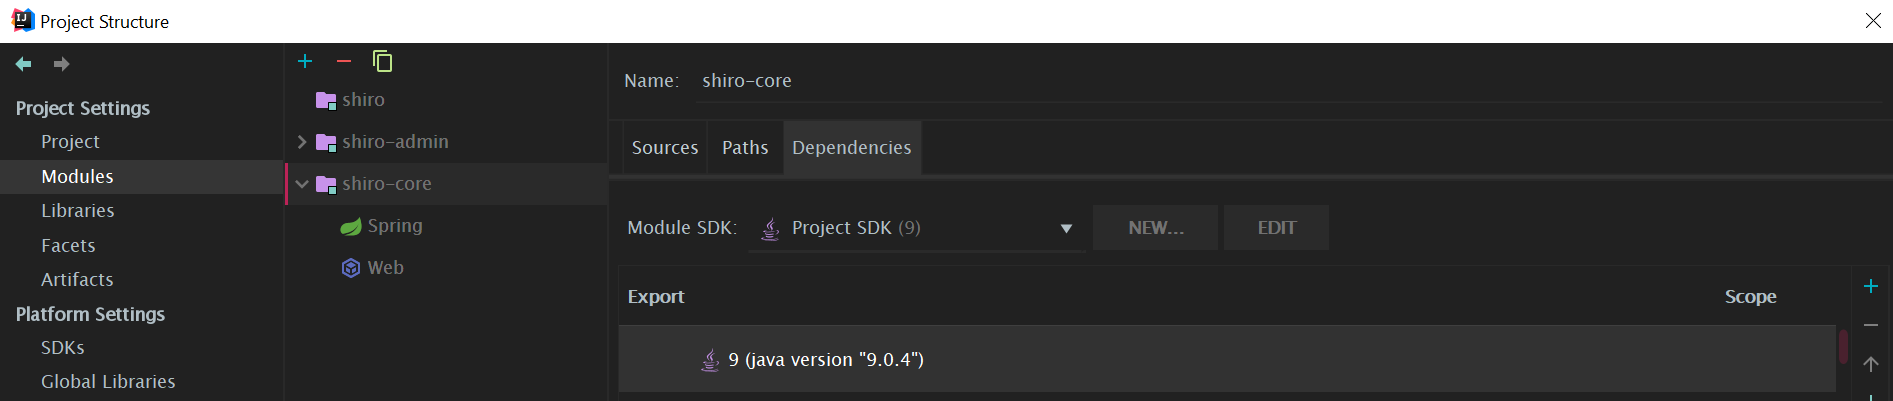 Project Structure
Project Settings
Project
Modules
Libraries
Facets
Artifacts
Platform Settings
SDKs
Global Libraries
shiro
shiro-admin
shiro-core
Spring
Web
Name: shiro-core
Sources Paths Dependencies
Module SDK: Project SDK (9) NEW... EDIT
Export Scope
9 (java version "9.0.4")